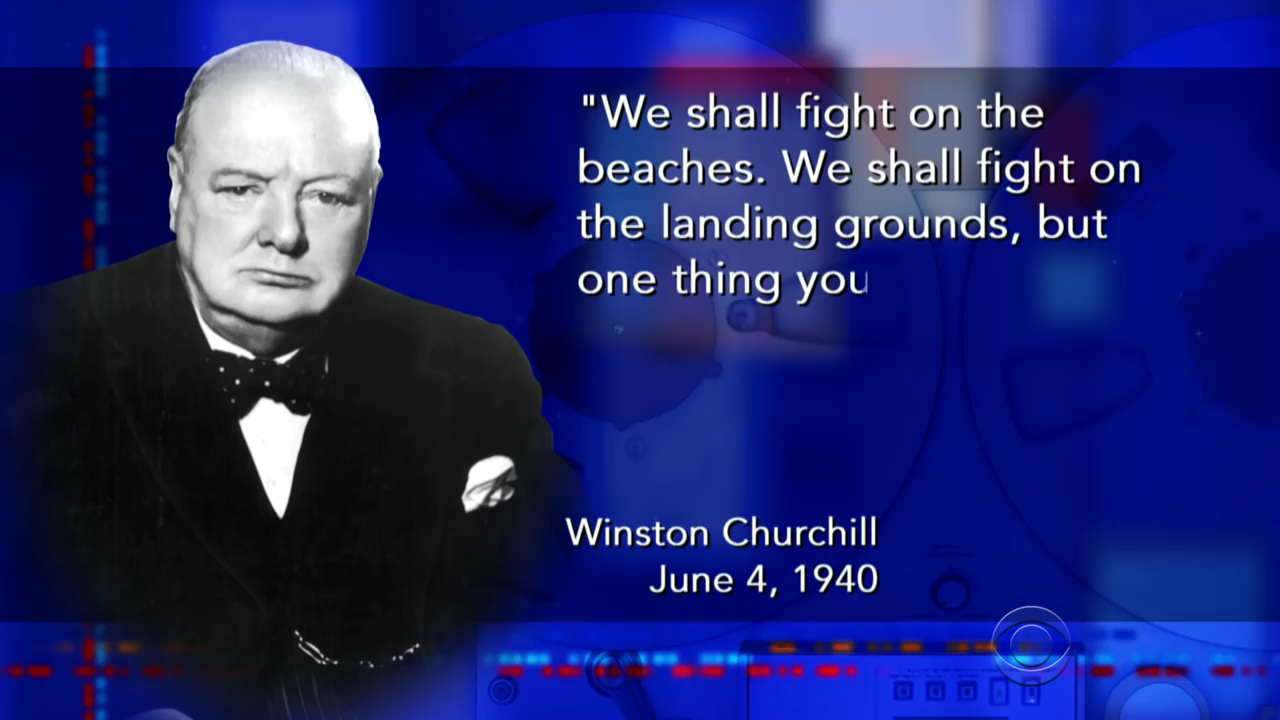 "We shall fight on the
beaches. We shall fight on
the landing grounds, but
one thing you
Winston Churchill
June 4, 1940